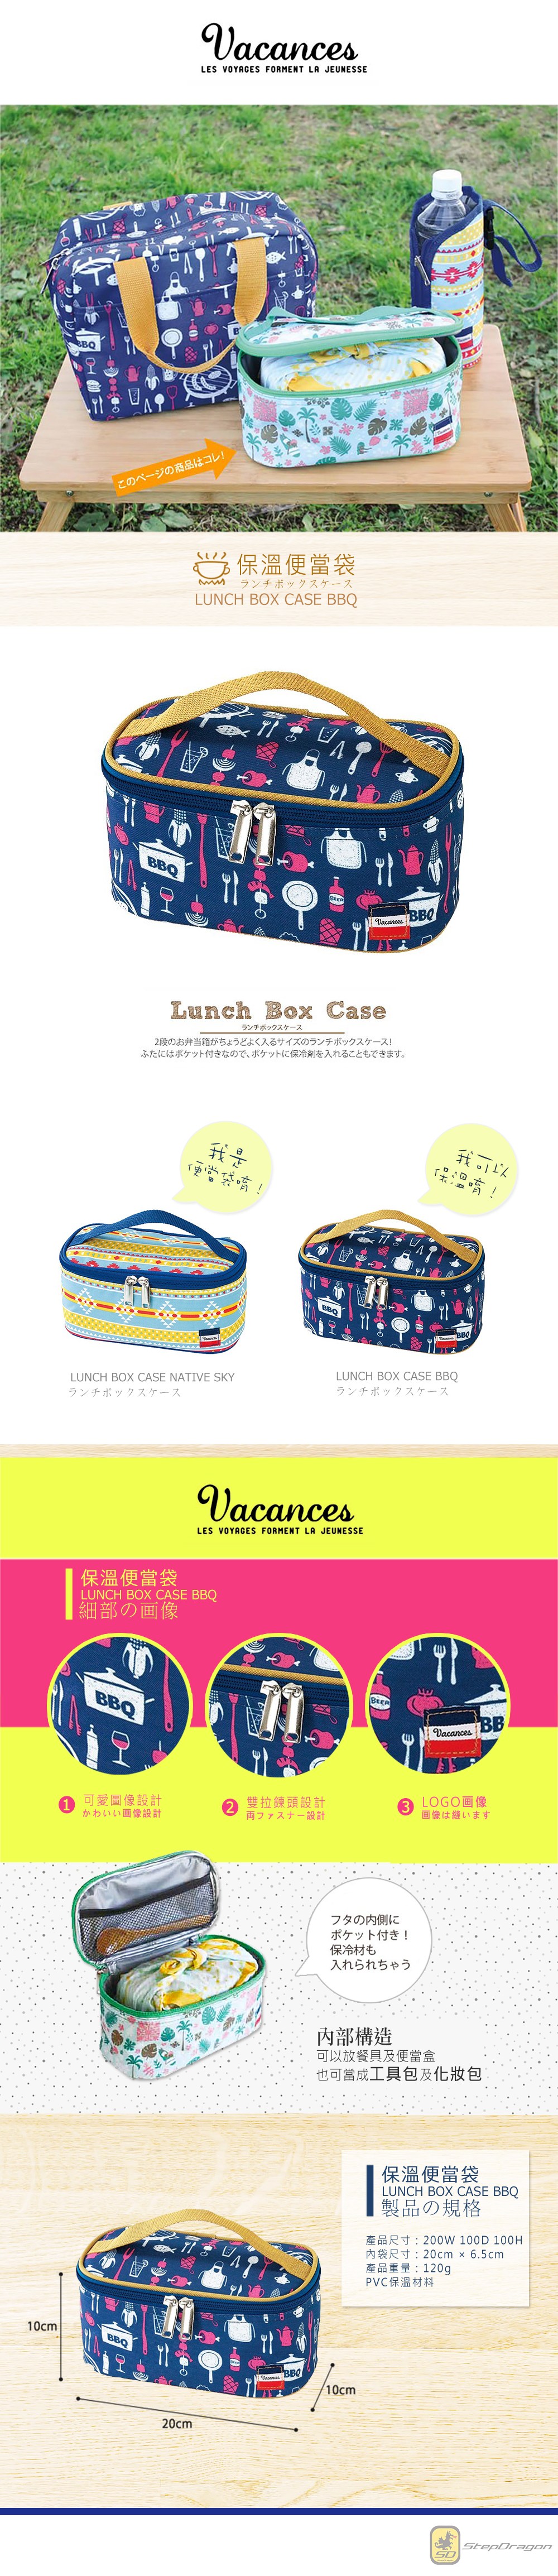 Vacances
LES VOYAGES FORMENT LA JEUNESSE
BBQ
このページの商品はコレ!
保溫便當袋
ランチボックスケース
LUNCH BOX CASE BBQ
BBQ
BEER
BBQ
Vacances
Lunch Box Case
ランチボックスケース
2段のお弁当箱がちょうどよく入るサイズのランチボックスケース!
ふたにはポケット付きなので、ポケットに保冷剤を入れることもできます。
我是
便當袋唷!
我可以
保溫唷!
Vacances
BBQ
BBQ
Vacances
LUNCH BOX CASE NATIVE SKY
ランチボックスケース
LUNCH BOX CASE BBQ
ランチボックスケース
Vacances
LES VOYAGES FORMENT LA JEUNESSE
保溫便當袋
LUNCH BOX CASE BBQ
細部の画像
BBQ
BEER
BB
Vacances
1 可愛圖像設計
かわいい画像設計
2 雙拉鍊頭設計
両ファスナー設計
3 LOGO画像
画像は縫います
フタの内側に
ポケット付き!
保冷材も
入れられちゃう
內部構造
可以放餐具及便當盒
也可當成工具包及化妝包
保溫便當袋
LUNCH BOX CASE BBQ
製品の規格
產品尺寸:200W 100D 100H
內袋尺寸:20cm × 6.5cm
產品重量:120g
PVC保溫材料
BBQ
BBQ
Vacances
10cm
10cm
20cm
SD
StepDragon